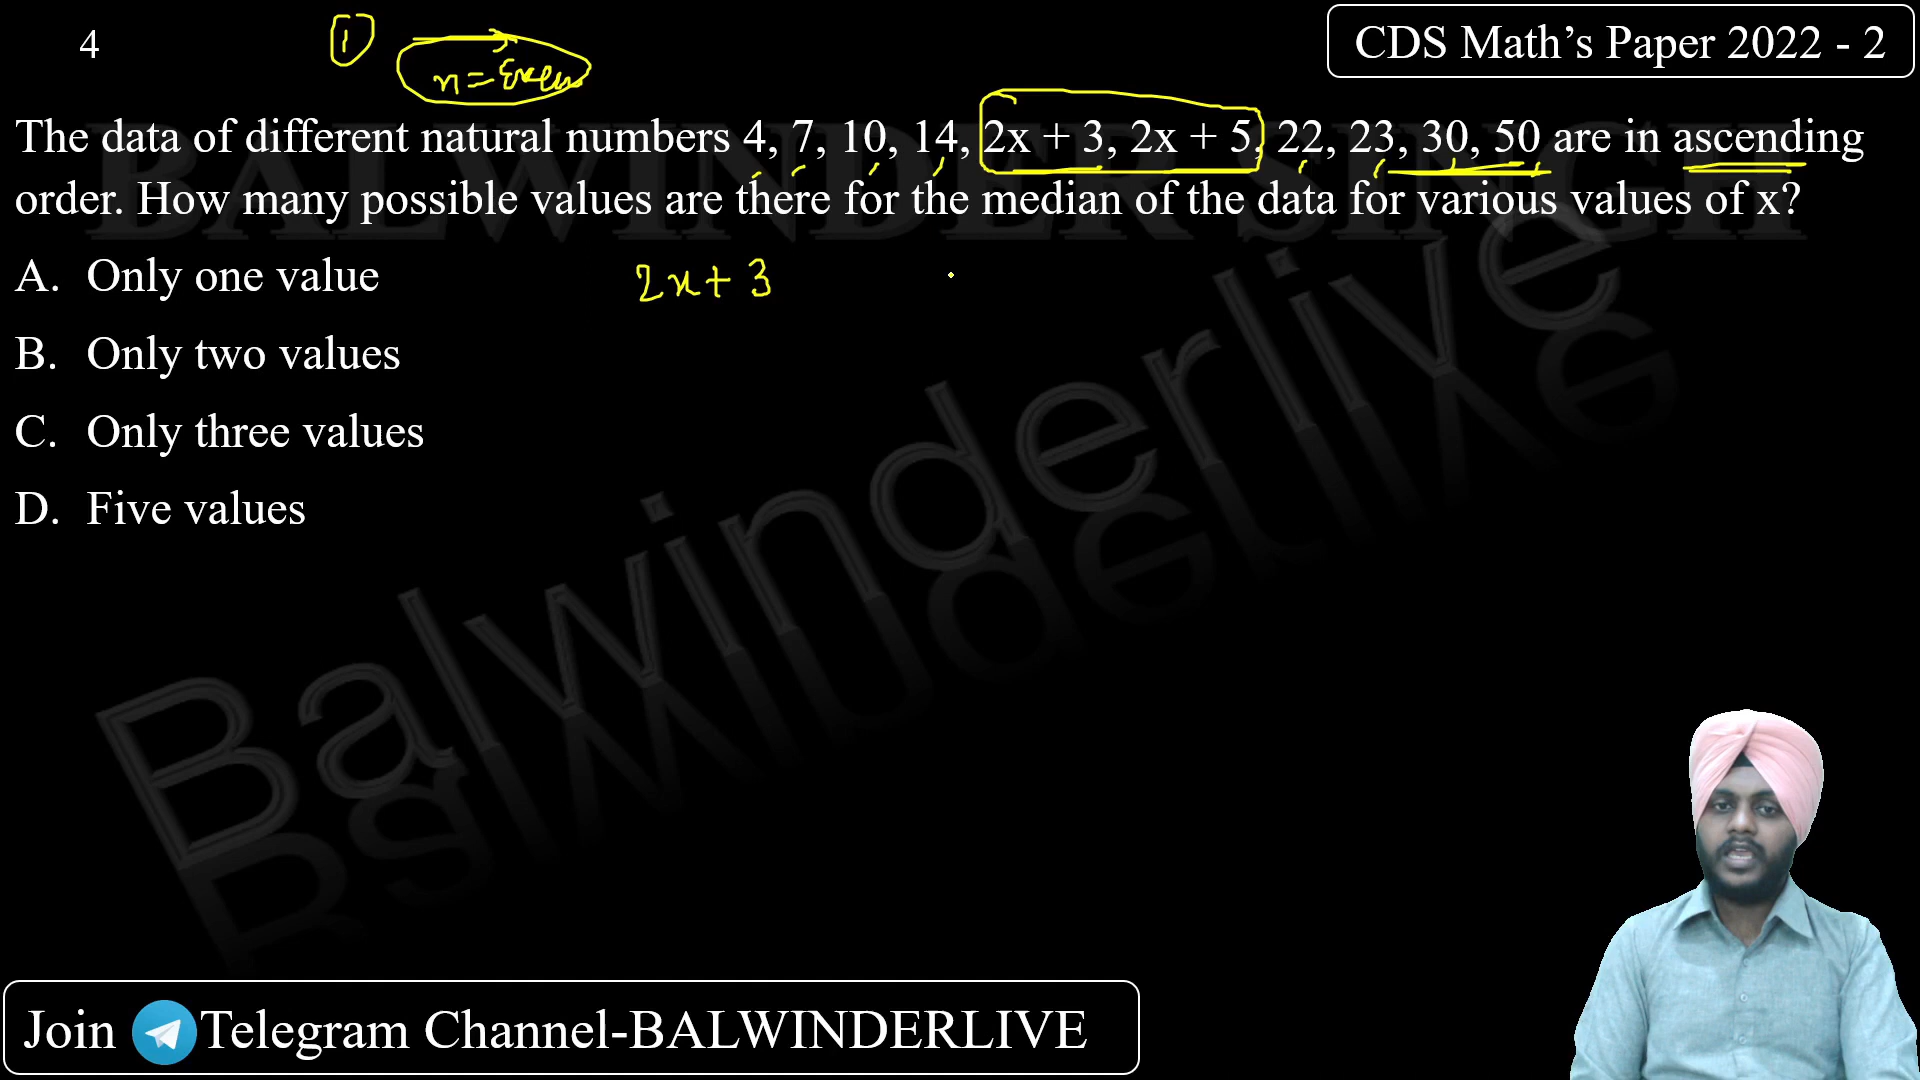 4
1
n = Even
CDS Math’s Paper 2022 - 2
The data of different natural numbers 4, 7, 10, 14, 2x + 3, 2x + 5, 22, 23, 30, 50 are in ascending
order. How many possible values are there for the median of the data for various values of x?
A. Only one value
2x + 3
B. Only two values
C. Only three values
D. Five values
BALWINDER SINGH
Balwinderlive
Join Telegram Channel-BALWINDERLIVE